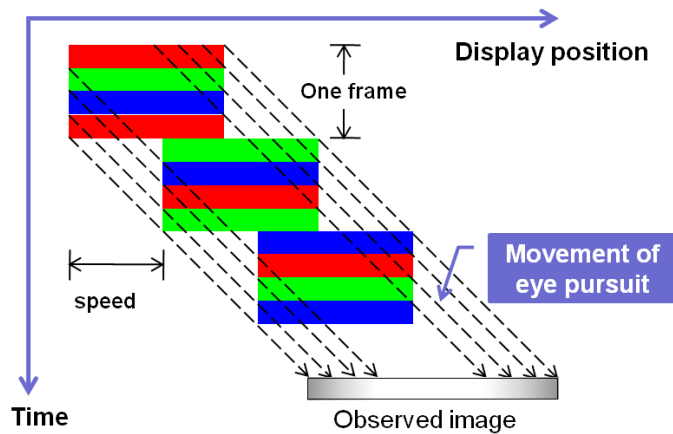 Display position
One frame
Movement of
eye pursuit
speed
Time
Observed image